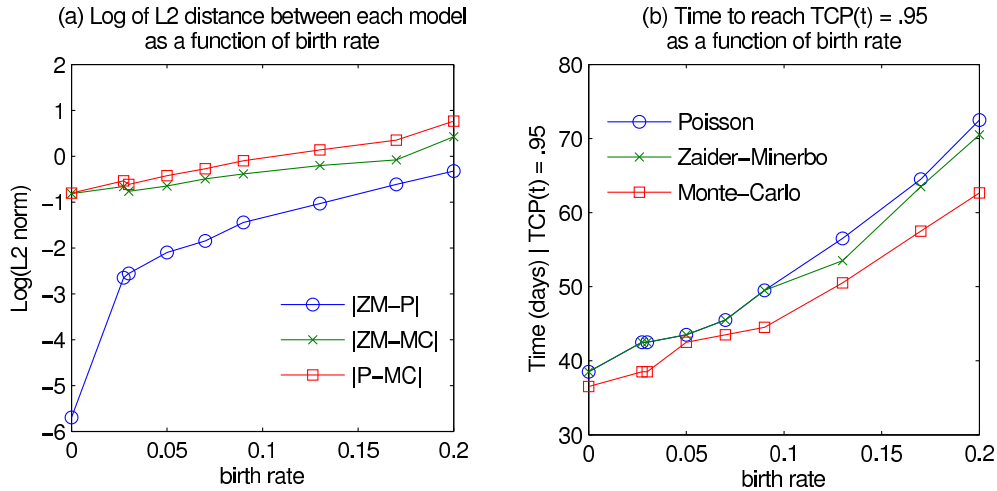 (a) Log of L2 distance between each model
as a function of birth rate
2
1
0
−1
−2
−3
−4
−5
−6
Log(L2 norm)
|ZM−P|
|ZM−MC|
|P−MC|
0
0.05
0.1
0.15
0.2
birth rate
(b) Time to reach TCP(t) = .95
as a function of birth rate
80
70
60
50
40
30
Time (days) | TCP(t) = .95
Poisson
Zaider−Minerbo
Monte−Carlo
0
0.05
0.1
0.15
0.2
birth rate